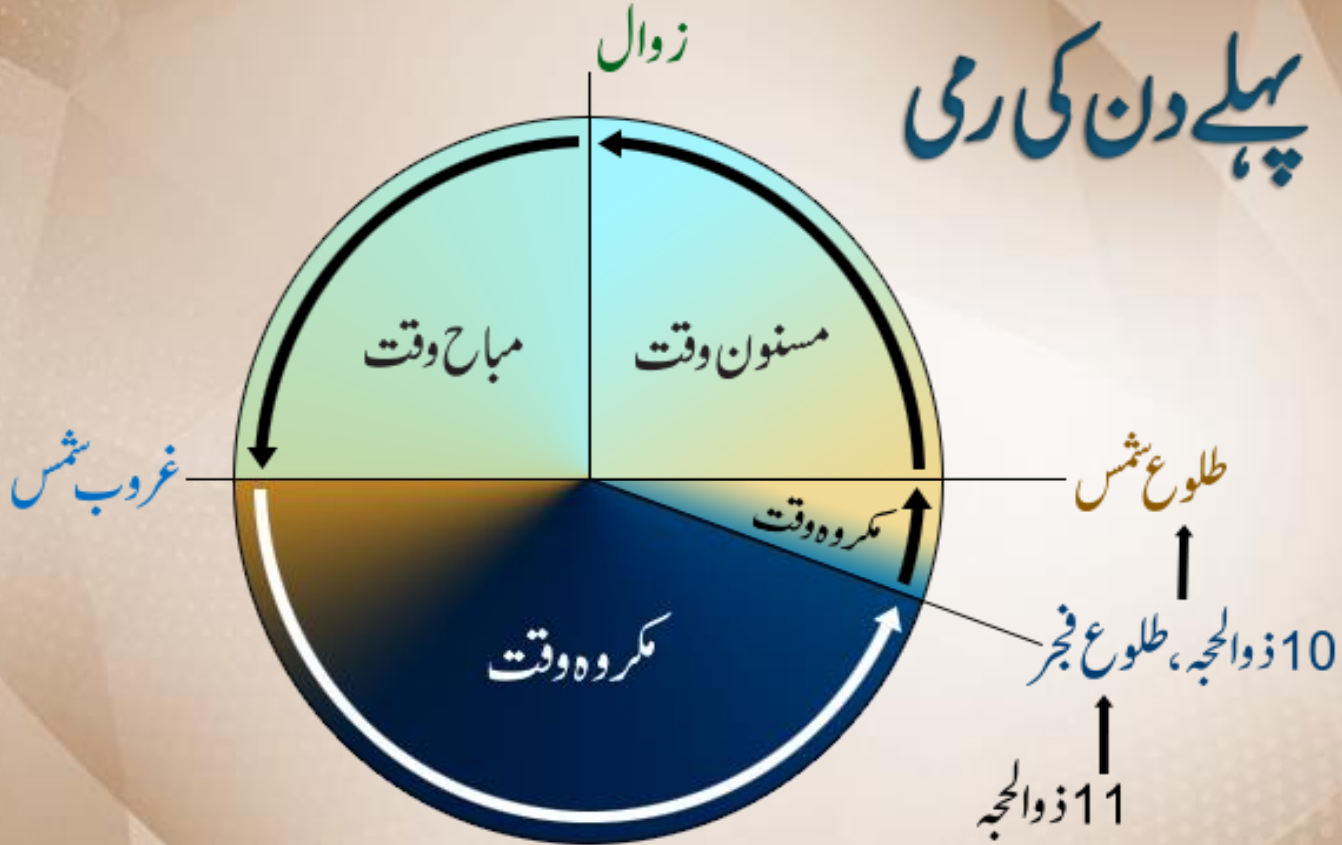 پہلے دن کی رمی
زوال
مسنون وقت
مباح وقت
طلوع شمس
غروب شمس
مکروہ وقت
10 ذوالحجہ، طلوع فجر
مکروہ وقت
11 ذوالحجہ